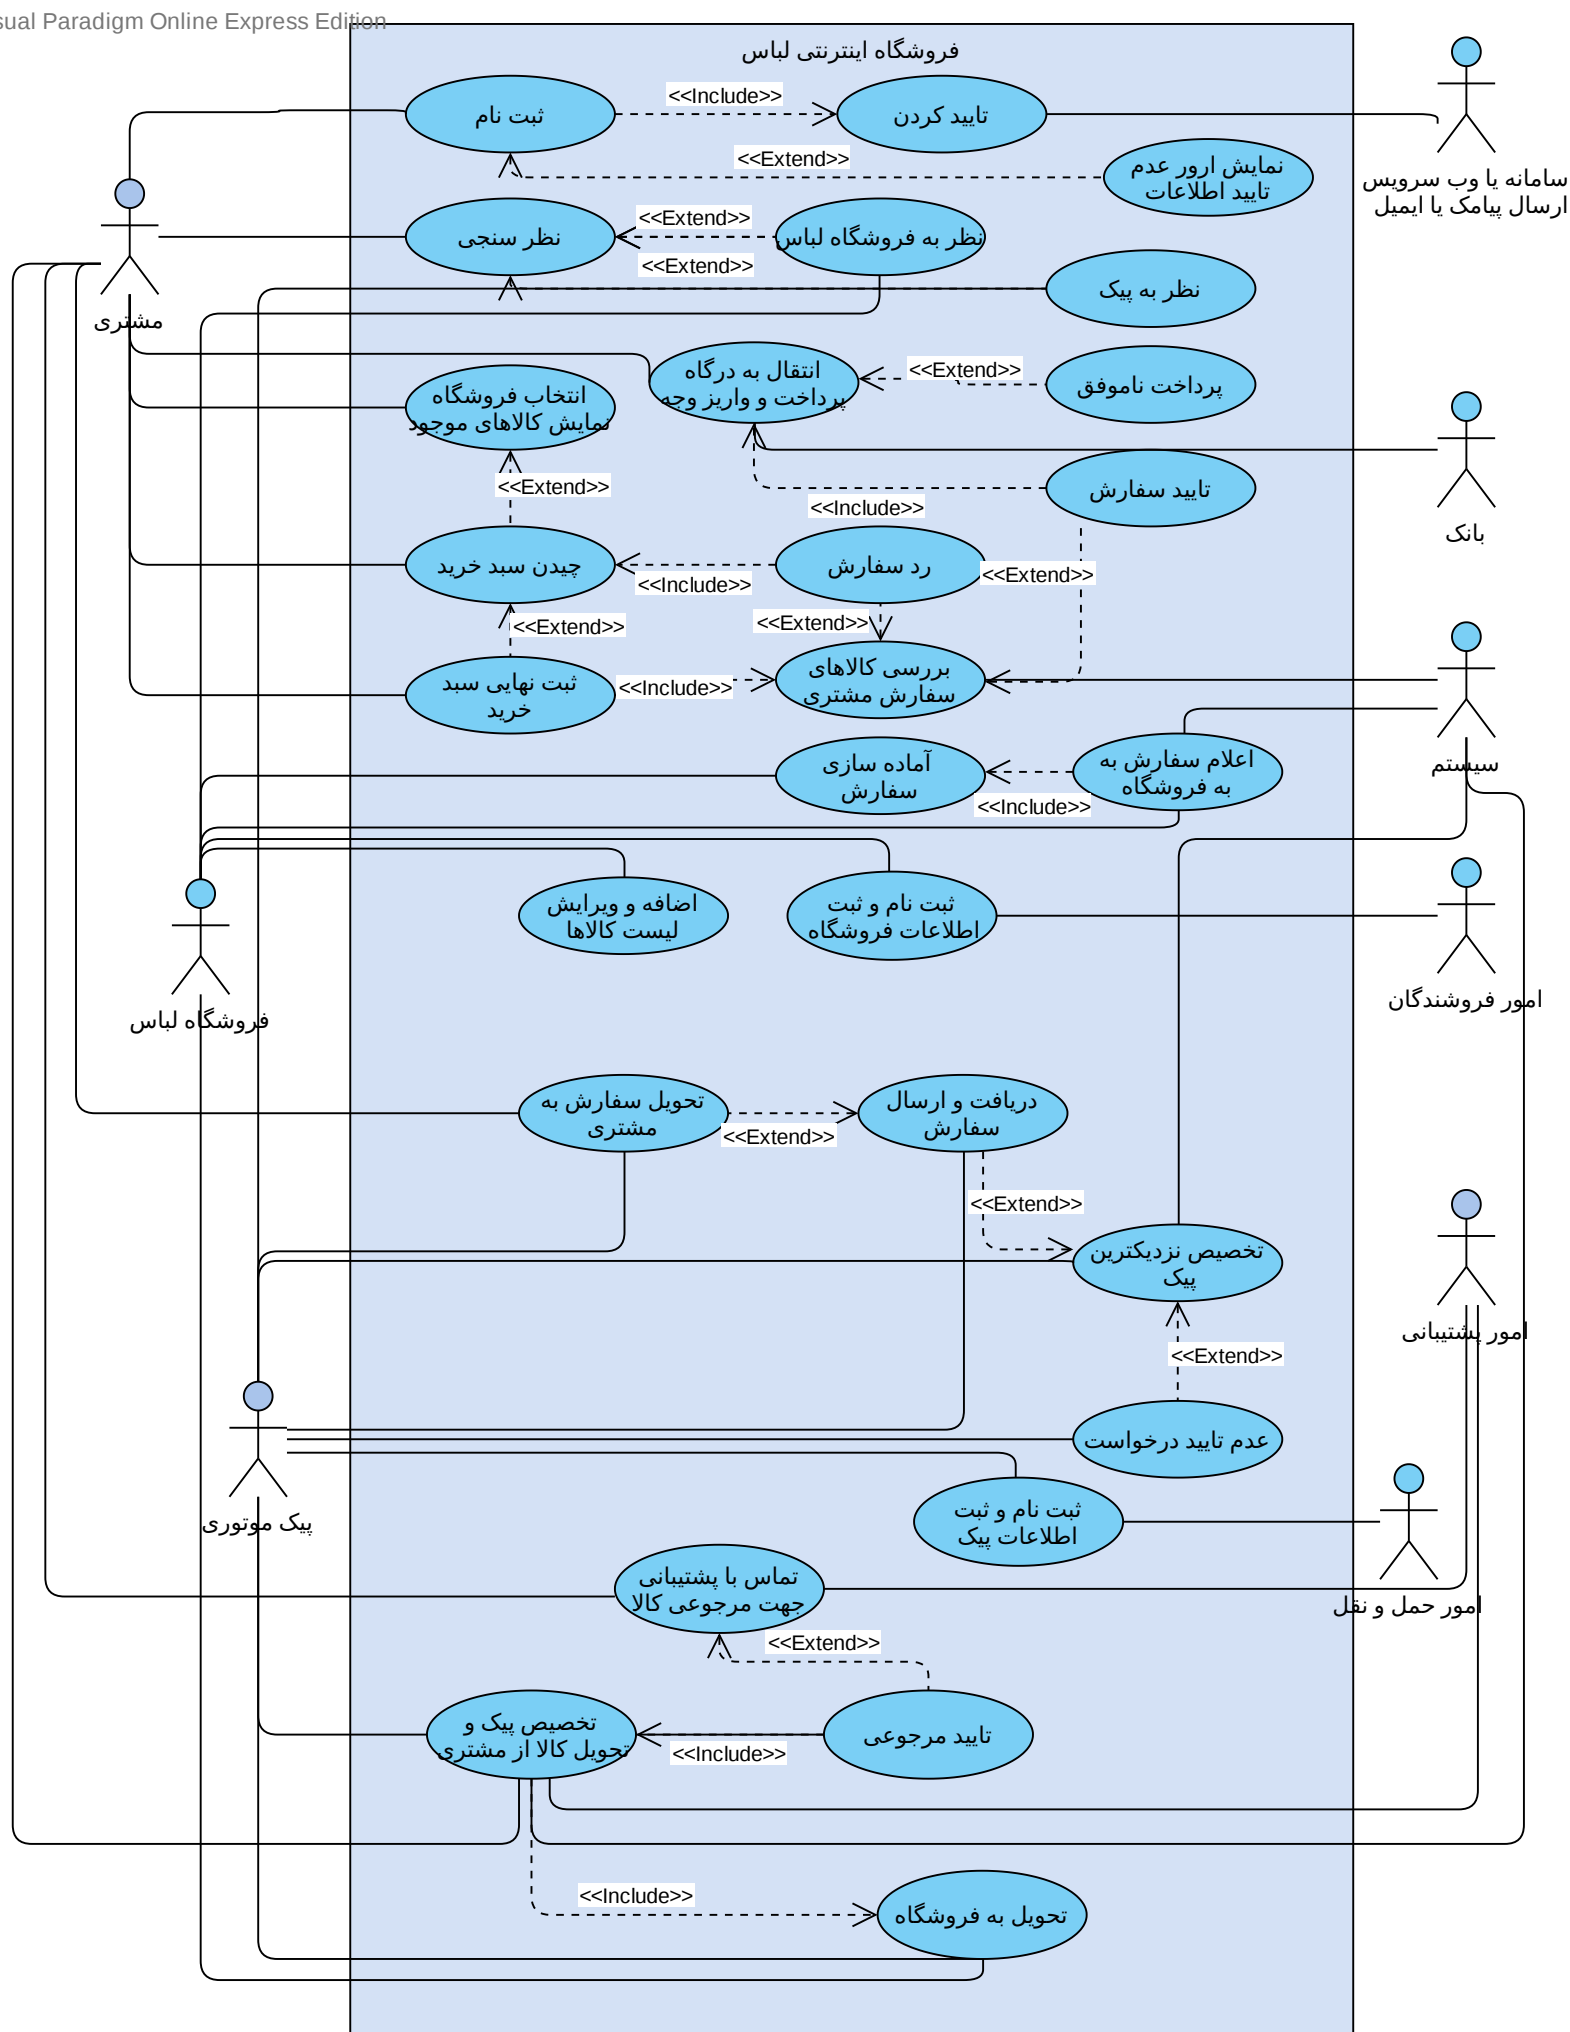 sual Paradigm Online Express Edition
فروشگاه اینترنتی لباس
ثبت نام
<<Include>>
تایید کردن
<<Extend>>
نمایش ارور عدم
تایید اطلاعات
سامانه یا وب سرویس
ارسال پیامک یا ایمیل
نظر سنجی
<<Extend>>
نظر به فروشگاه لباس
<<Extend>>
نظر به پیک
مشتری
انتخاب فروشگاه
نمایش کالاهای موجود
انتقال به درگاه
پرداخت و واریز وجه
<<Extend>>
پرداخت ناموفق
<<Extend>>
تایید سفارش
<<Include>>
بانک
چیدن سبد خرید
<<Include>>
رد سفارش
<<Extend>>
<<Extend>>
<<Extend>>
ثبت نهایی سبد
خرید
<<Include>>
بررسی کالاهای
سفارش مشتری
سیستم
آماده سازی
سفارش
<<Include>>
اعلام سفارش به
به فروشگاه
اضافه و ویرایش
لیست کالاها
ثبت نام و ثبت
اطلاعات فروشگاه
امور فروشندگان
فروشگاه لباس
تحویل سفارش به
مشتری
<<Extend>>
دریافت و ارسال
سفارش
<<Extend>>
تخصیص نزدیکترین
پیک
امور پشتیبانی
<<Extend>>
عدم تایید درخواست
پیک موتوری
ثبت نام و ثبت
اطلاعات پیک
امور حمل و نقل
تماس با پشتیبانی
جهت مرجوعی کالا
<<Extend>>
تخصیص پیک و
تحویل کالا از مشتری
<<Include>>
تایید مرجوعی
<<Include>>
تحویل به فروشگاه